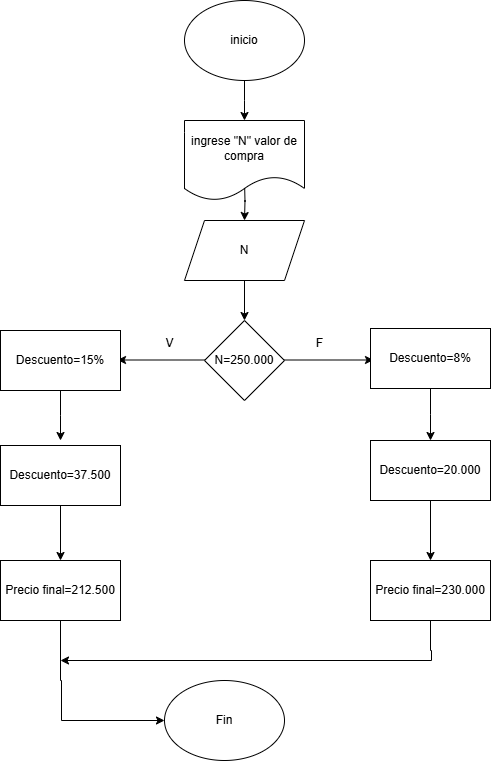 inicio
ingrese "N" valor de
compra
N
V
F
N=250.000
Descuento=15%
Descuento=8%
Descuento=37.500
Descuento=20.000
Precio final=212.500
Precio final=230.000
Fin